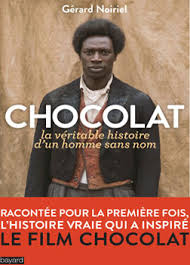 Gérard Noiriel
CHOCOLAT
la véritable histoire
d'un homme sans nom
RACONTÉE POUR LA PREMIÈRE FOIS,
L'HISTOIRE VRAIE QUI A INSPIRÉ
LE FILM CHOCOLAT
bayard